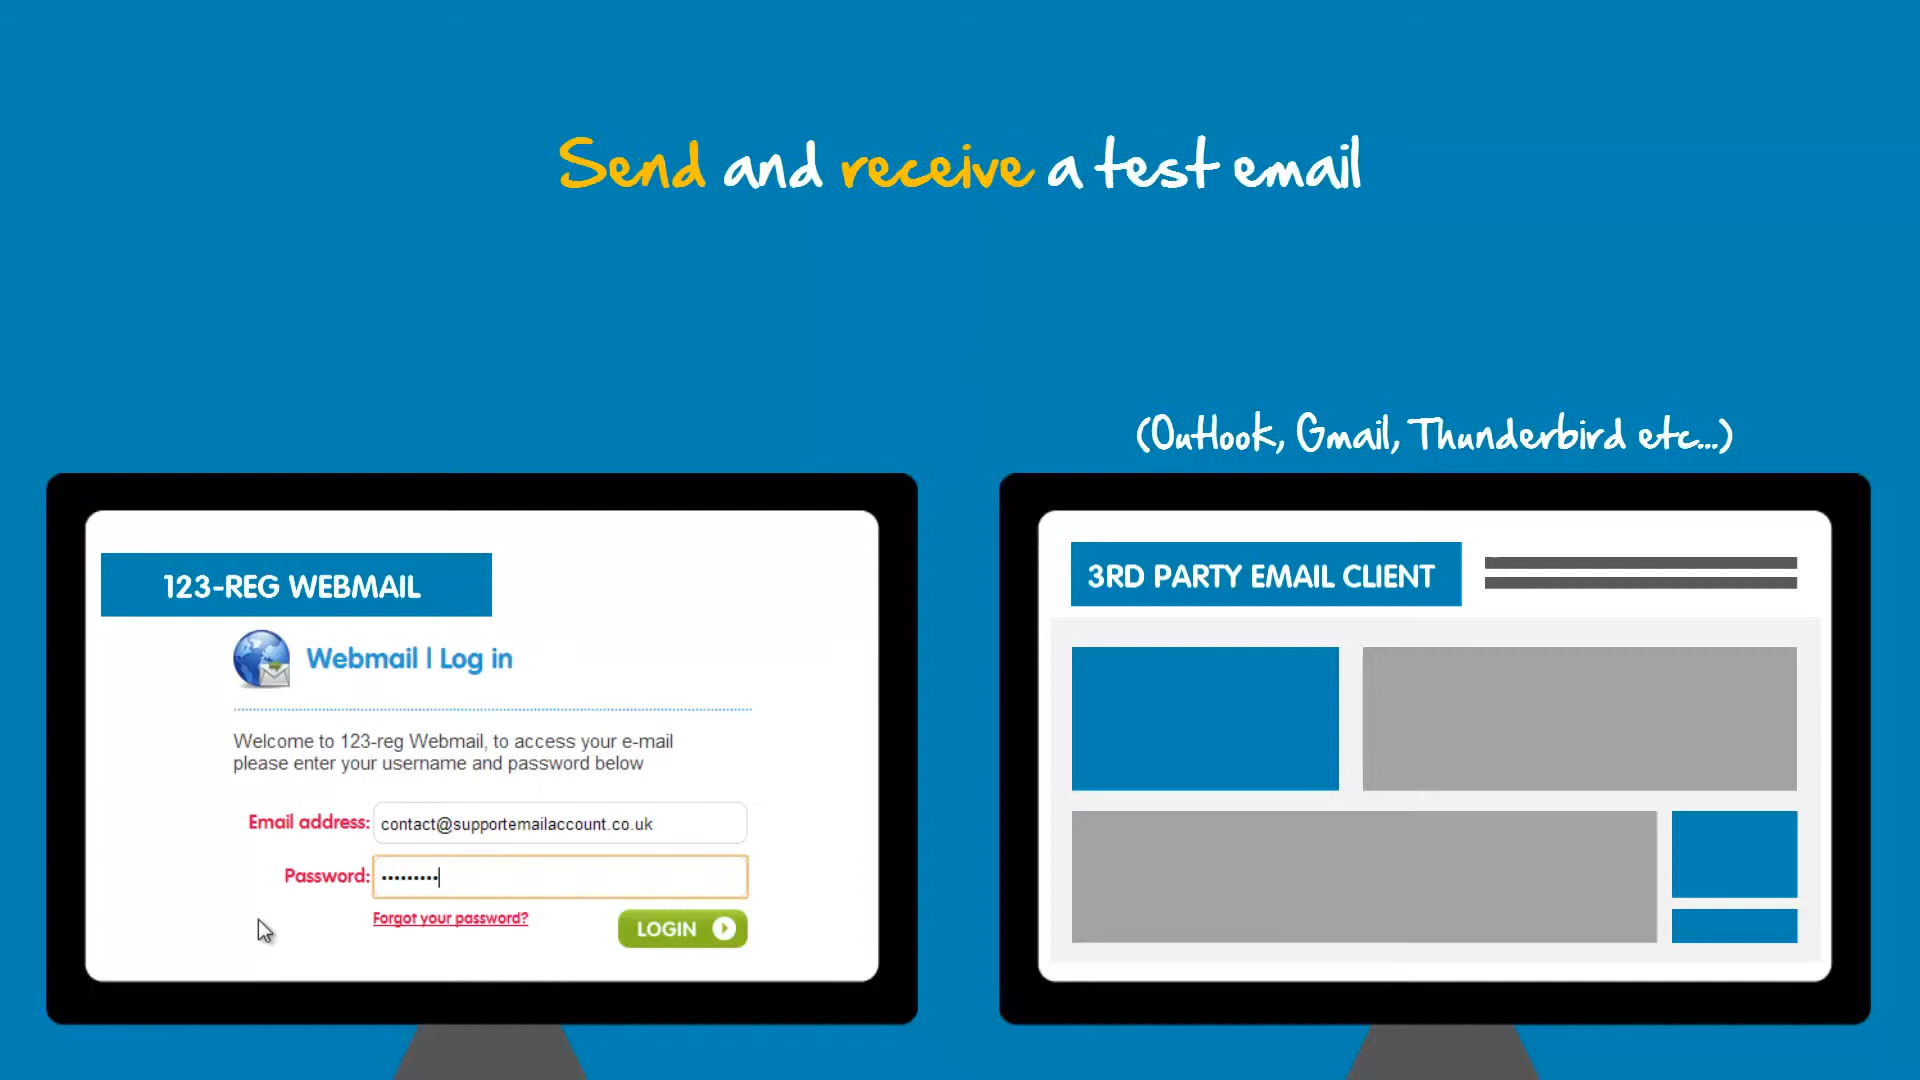 Send and receive a test email
(Outlook, Gmail, Thunderbird etc...)
123-REG WEBMAIL
Webmail | Log in
Welcome to 123-reg Webmail, to access your e-mail
please enter your username and password below
Email address: contact@supportemailaccount.co.uk
Password: •••••••••
Forgot your password?
LOGIN
3RD PARTY EMAIL CLIENT